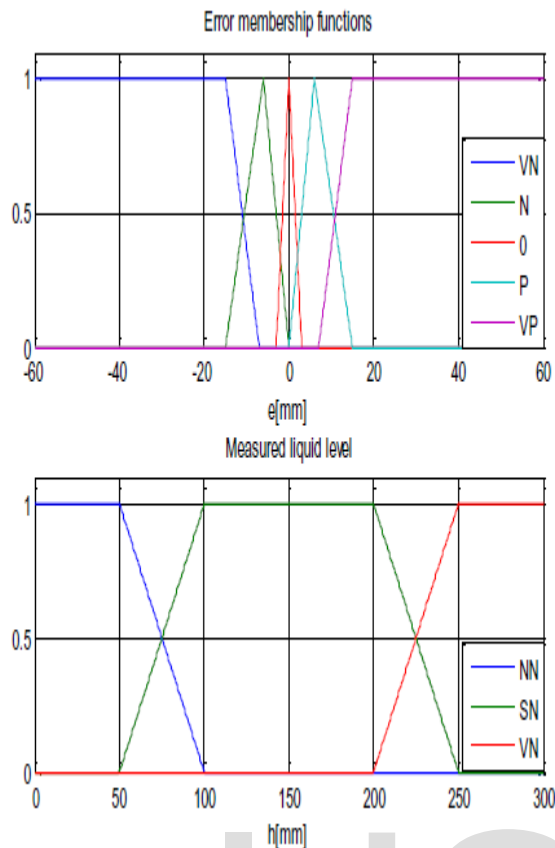 Error membership functions
1
0.5
0
-60 -40 -20 0 20 40 60
e[mm]
VN
N
0
P
VP
Measured liquid level
1
0.5
0
0 50 100 150 200 250 300
h[mm]
NN
SN
VN